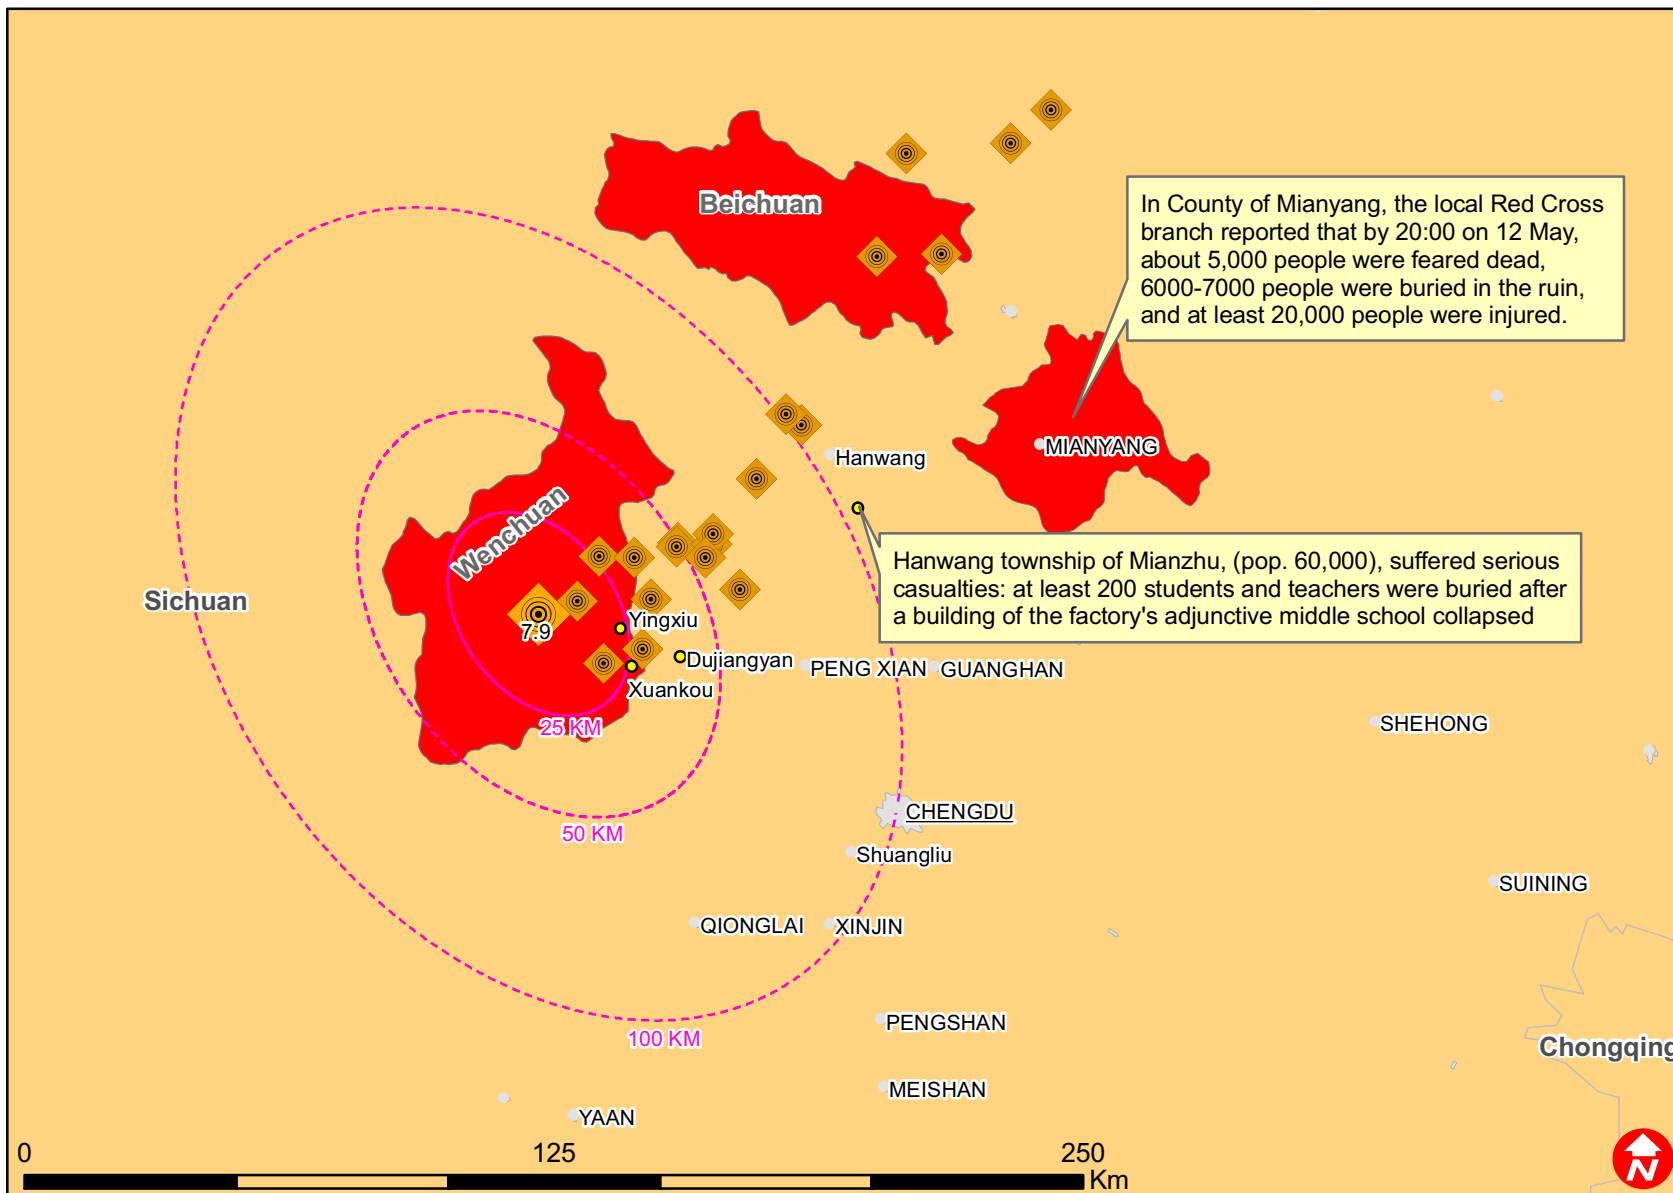 Beichuan
In County of Mianyang, the local Red Cross
branch reported that by 20:00 on 12 May,
about 5,000 people were feared dead,
6000-7000 people were buried in the ruin,
and at least 20,000 people were injured.
MIANYANG
Hanwang
Wenchuan
Hanwang township of Mianzhu, (pop. 60,000), suffered serious
casualties: at least 200 students and teachers were buried after
a building of the factory's adjunctive middle school collapsed
Sichuan
7.9
Yingxiu
Dujiangyan
Xuankou
PENG XIAN
GUANGHAN
25 KM
SHEHONG
CHENGDU
50 KM
Shuangliu
SUINING
QIONGLAI
XINJIN
PENGSHAN
100 KM
Chongqing
MEISHAN
YAAN
0
125
250
Km
N